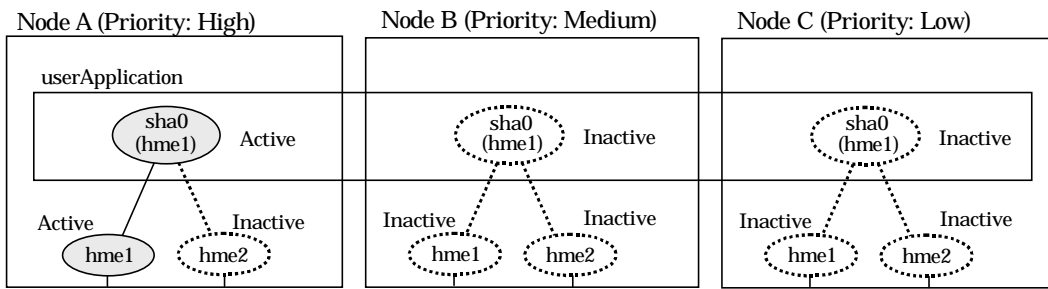 Node A (Priority: High)
Node B (Priority: Medium)
Node C (Priority: Low)
userApplication
sha0
(hme1)
Active
sha0
(hme1)
Inactive
sha0
(hme1)
Inactive
Active
Inactive
Inactive
Inactive
Inactive
Inactive
hme1
hme2
hme1
hme2
hme1
hme2